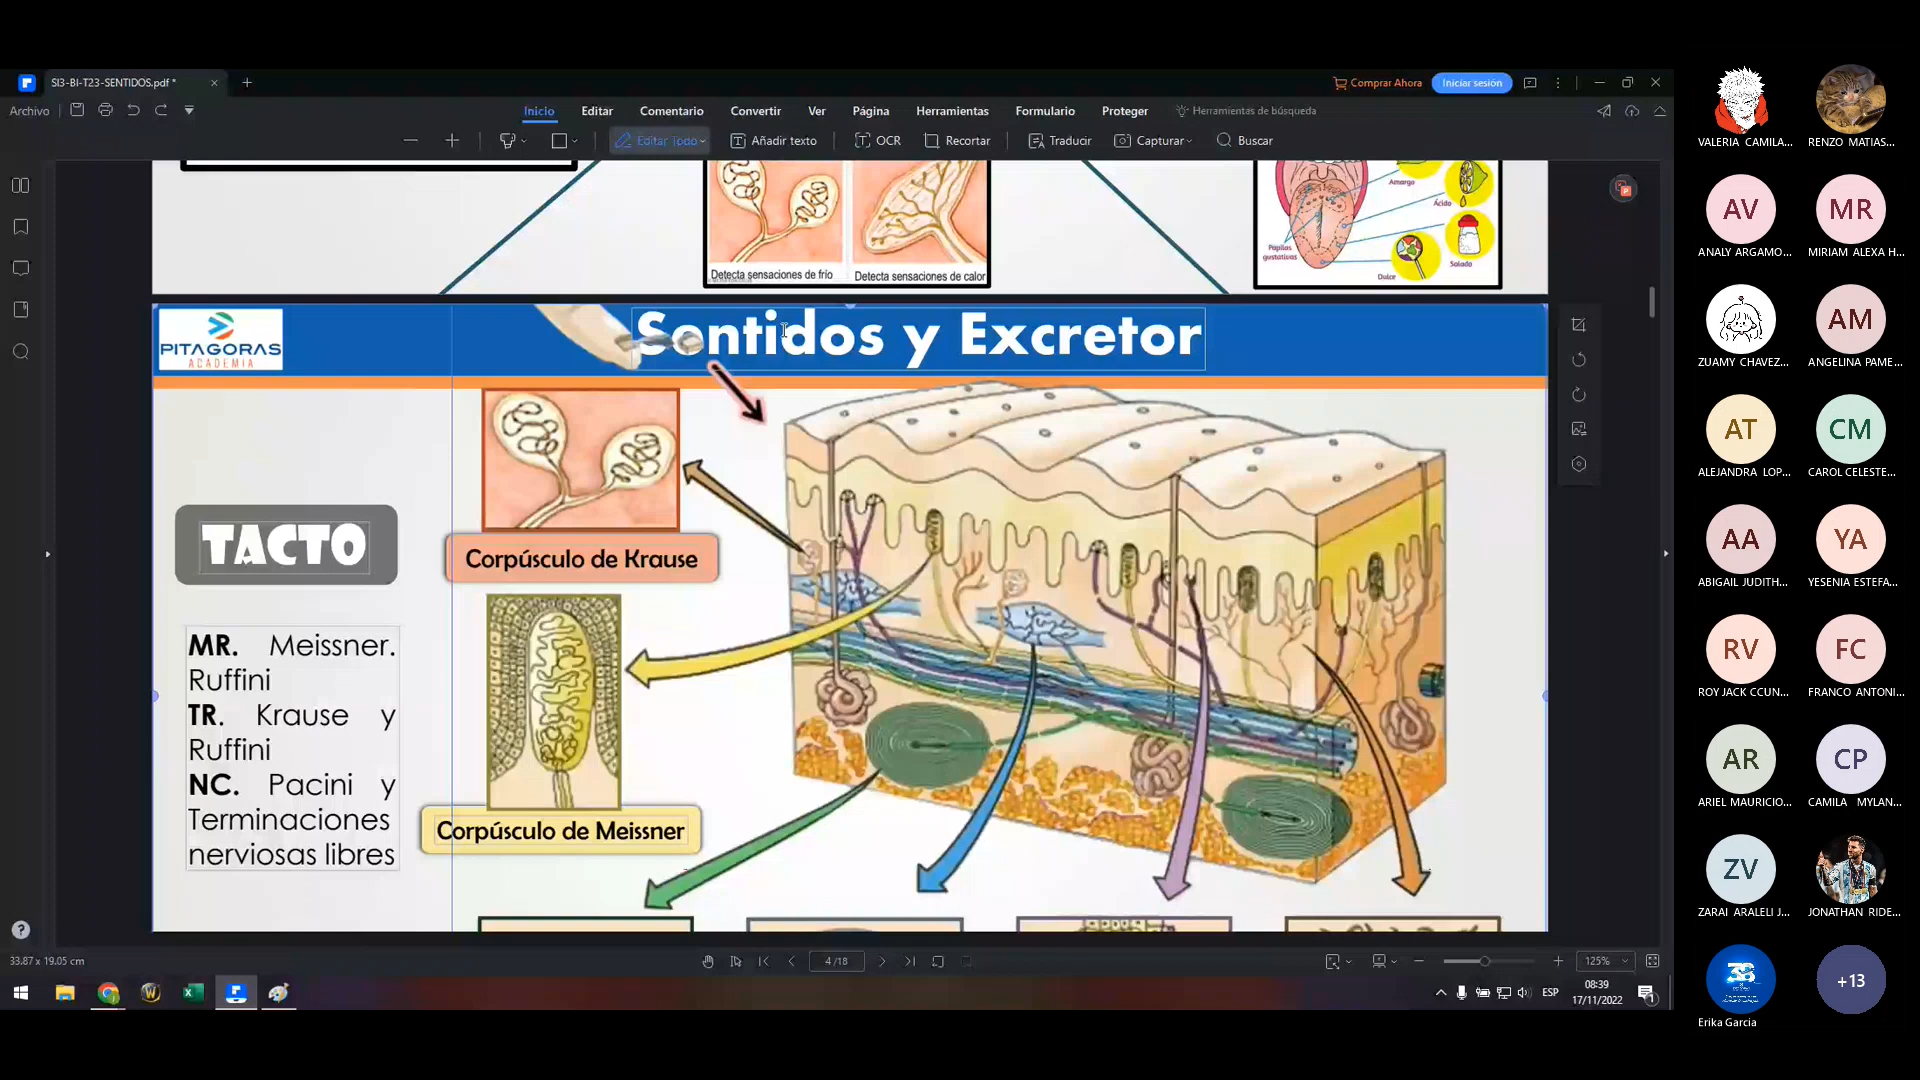 SI3-BI-T23-SENTIDOS.pdf *
Comprar Ahora
Iniciar sesión
Archivo
Inicio
Editar
Comentario
Convertir
Ver
Página
Herramientas
Formulario
Proteger
Herramientas de búsqueda
Editar Todo
Añadir texto
OCR
Recortar
Traducir
Capturar
Buscar
Detecta sensaciones de frío
Detecta sensaciones de calor
Amargo
Ácido
Papilas
gustativas
Salado
Dulce
PITAGORAS
ACADEMIA
Sentidos y Excretor
TACTO
Corpúsculo de Krause
MR. Meissner.
Ruffini
TR. Krause y
Ruffini
NC. Pacini y
Terminaciones
nerviosas libres
Corpúsculo de Meissner
33.87 x 19.05 cm
4 /18
125%
ESP
08:39
17/11/2022
VALERIA CAMILA...
RENZO MATIAS...
AV
ANALY ARGAMO...
MR
MIRIAM ALEXA H...
ZUAMY CHAVEZ...
AM
ANGELINA PAME...
AT
ALEJANDRA LOP...
CM
CAROL CELESTE...
AA
ABIGAIL JUDITH...
YA
YESENIA ESTEFA...
RV
ROY JACK CCUN...
FC
FRANCO ANTONI...
AR
ARIEL MAURICIO...
CP
CAMILA MYLAN...
ZV
ZARAI ARALELI J...
JONATHAN RIDE...
Erika Garcia
+13